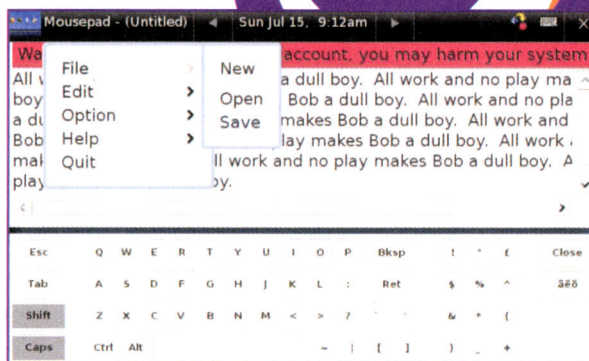 Mousepad - (Untitled) Sun Jul 15, 9:12am
Wa account, you may harm your system
All a dull boy. All work and no play ma
boy Bob a dull boy. All work and no pla
a du makes Bob a dull boy. All work and
Bob lay makes Bob a dull boy. All work
mak ll work and no play makes Bob a dull boy. A
play oy.
File
Edit
Option
Help
Quit
New
Open
Save
Esc Q W E R T Y U I O P Bksp ! " £ Close
Tab A S D F G H J K L : Ret $ % ^ äëõ
Shift Z X C V B N M < > ? & * (
Caps Ctrl Alt ~ | { } ) _ +